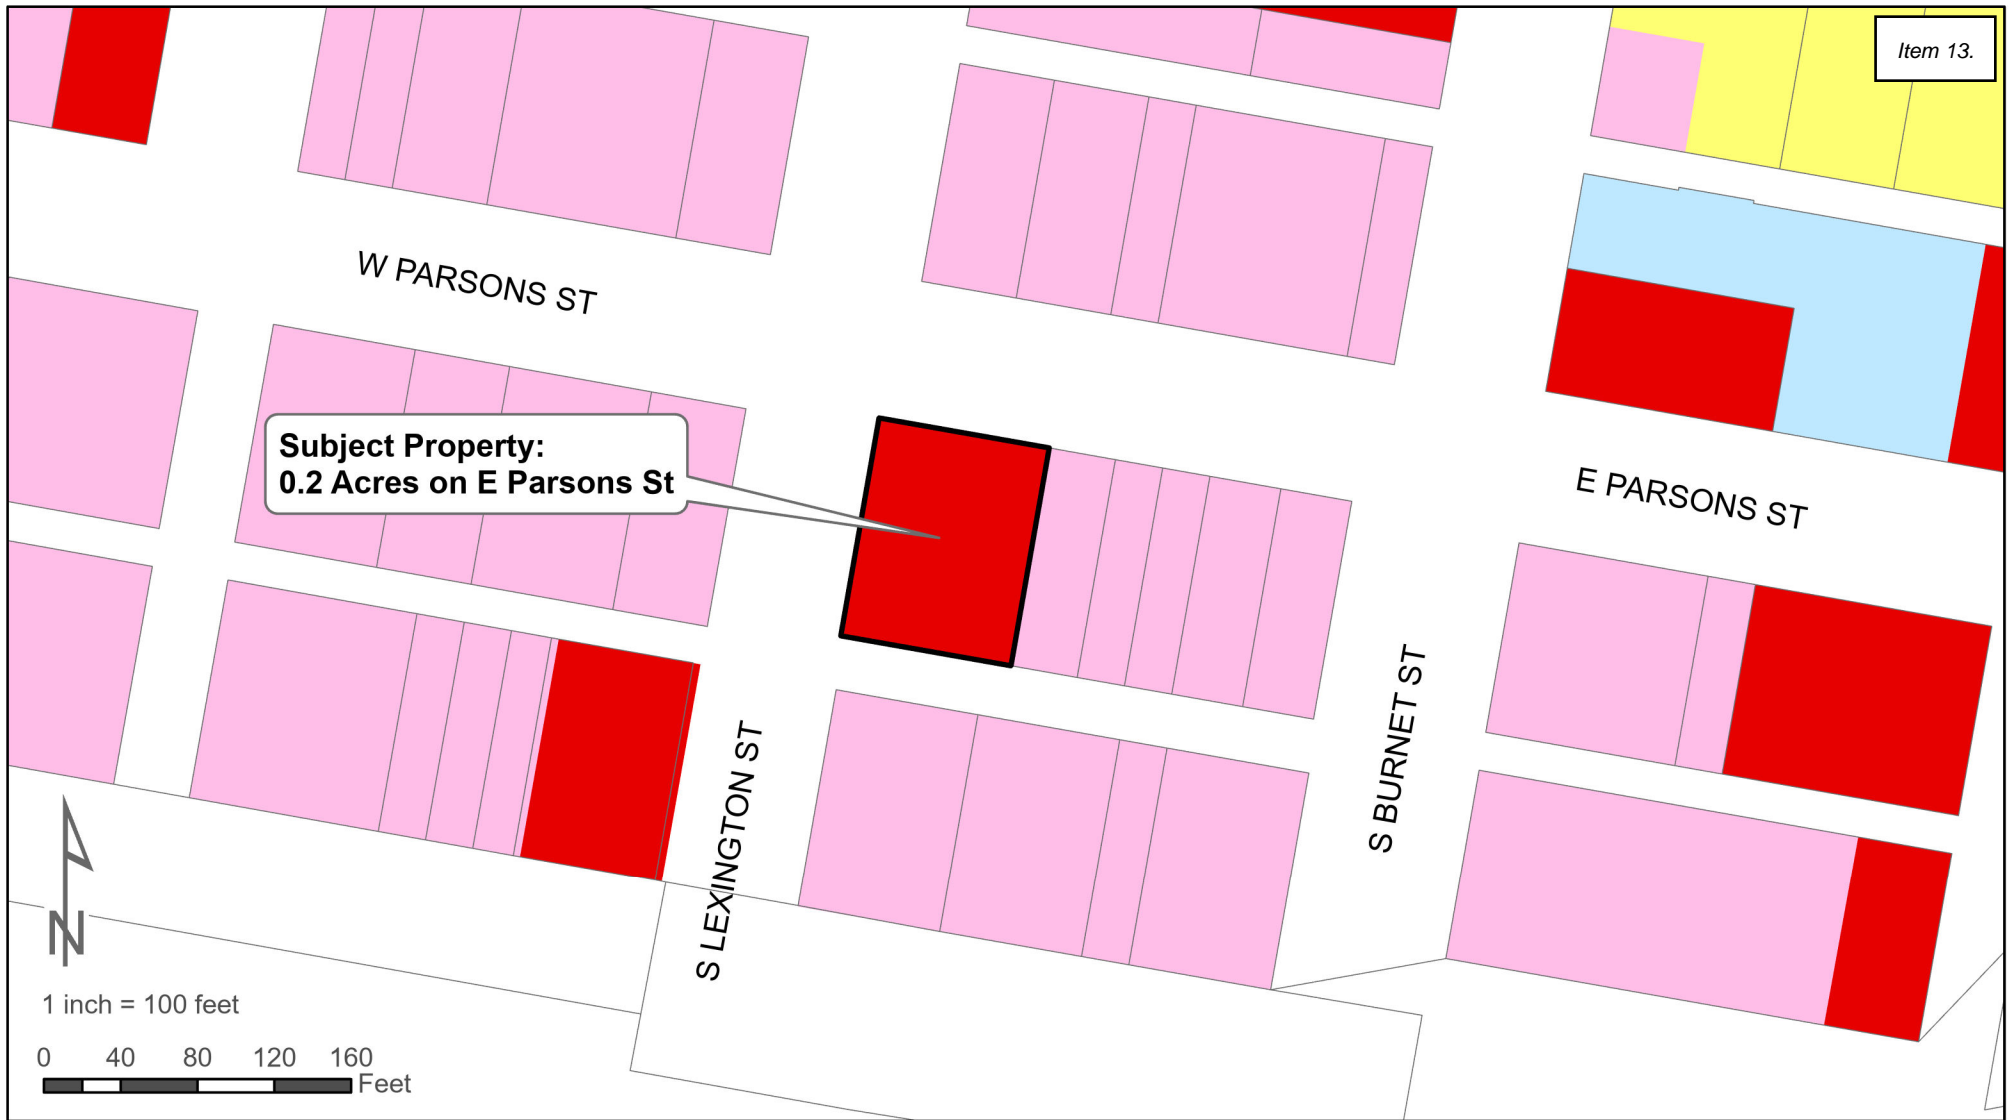 Item 13.
W PARSONS ST
Subject Property:
0.2 Acres on E Parsons St
E PARSONS ST
S BURNET ST
S LEXINGTON ST
N
1 inch = 100 feet
0 40 80 120 160
Feet